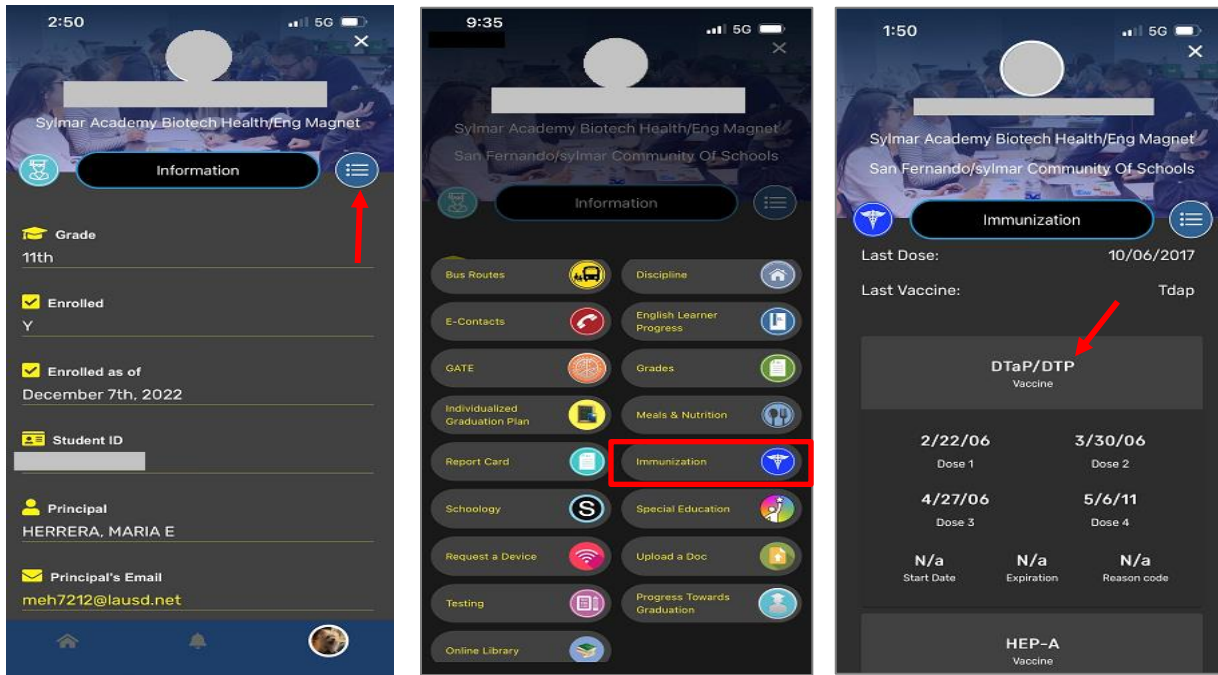 2:50
5G
Sylmar Academy Biotech Health/Eng Magnet
Information
Grade
11th
Enrolled
Y
Enrolled as of
December 7th, 2022
Student ID
Principal
HERRERA, MARIA E
Principal's Email
meh7212@lausd.net
9:35
5G
Sylmar Academy Biotech Health/Eng Magnet
San Fernando/sylmar Community Of Schools
Information
Bus Routes
Discipline
E-Contacts
English Learner
Progress
GATE
Grades
Individualized
Graduation Plan
Meals & Nutrition
Report Card
Immunization
Schoology
S
Special Education
Request a Device
Upload a Doc
Testing
Progress Towards
Graduation
Online Library
1:50
5G
Sylmar Academy Biotech Health/Eng Magnet
San Fernando/sylmar Community Of Schools
Immunization
Last Dose: 10/06/2017
Last Vaccine: Tdap
DTaP/DTP
Vaccine
2/22/06 3/30/06
Dose 1 Dose 2
4/27/06 5/6/11
Dose 3 Dose 4
N/a N/a N/a
Start Date Expiration Reason code
HEP-A
Vaccine